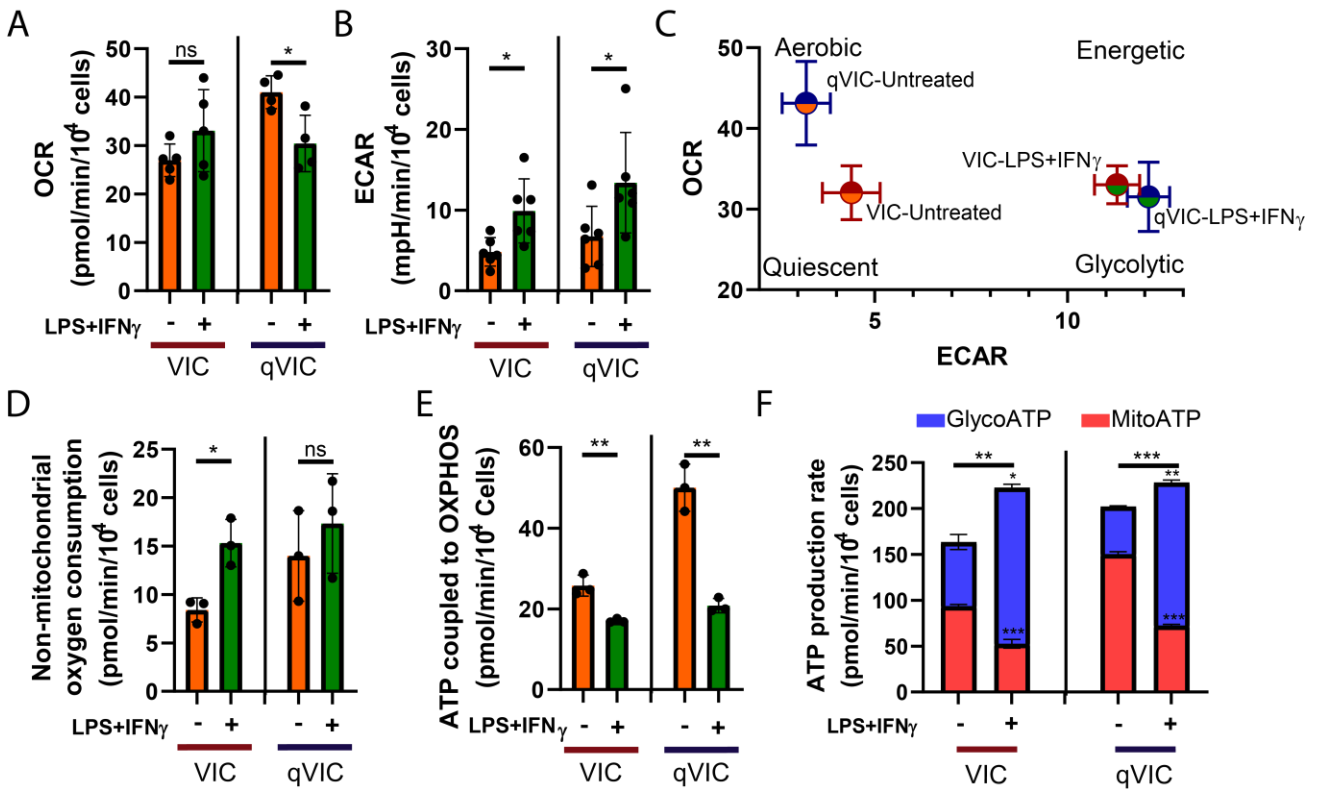 A
OCR
(pmol/min/10⁴ cells)
50
40
30
20
10
0
ns
*
LPS+IFNγ
- + - +
VIC qVIC
B
ECAR
(mpH/min/10⁴ cells)
30
20
10
0
*
*
LPS+IFNγ
- + - +
VIC qVIC
C
OCR
50
40
30
20
Aerobic
Energetic
qVIC-Untreated
VIC-LPS+IFNγ
VIC-Untreated
qVIC-LPS+IFNγ
Quiescent
Glycolytic
5 10
ECAR
D
Non-mitochondrial
oxygen consumption
(pmol/min/10⁴ cells)
25
20
15
10
5
0
*
ns
LPS+IFNγ
- + - +
VIC qVIC
E
ATP coupled to OXPHOS
(pmol/min/10⁴ Cells)
60
40
20
0
**
**
LPS+IFNγ
- + - +
VIC qVIC
F
GlycoATP MitoATP
ATP production rate
(pmol/min/10⁴ cells)
250
200
150
100
50
0
**
*
***
***
**
***
LPS+IFNγ
- + - +
VIC qVIC